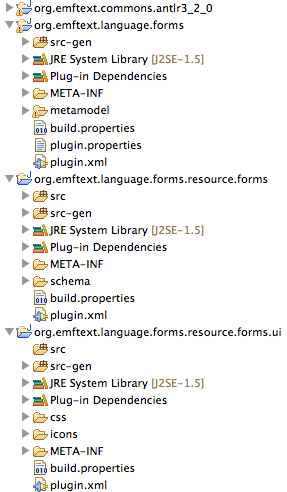 org.emftext.commons.antlr3_2_0
org.emftext.language.forms
src-gen
JRE System Library [J2SE-1.5]
Plug-in Dependencies
META-INF
metamodel
build.properties
plugin.properties
plugin.xml
org.emftext.language.forms.resource.forms
src
src-gen
JRE System Library [J2SE-1.5]
Plug-in Dependencies
META-INF
schema
build.properties
plugin.xml
org.emftext.language.forms.resource.forms.ui
src
src-gen
JRE System Library [J2SE-1.5]
Plug-in Dependencies
css
icons
META-INF
build.properties
plugin.xml